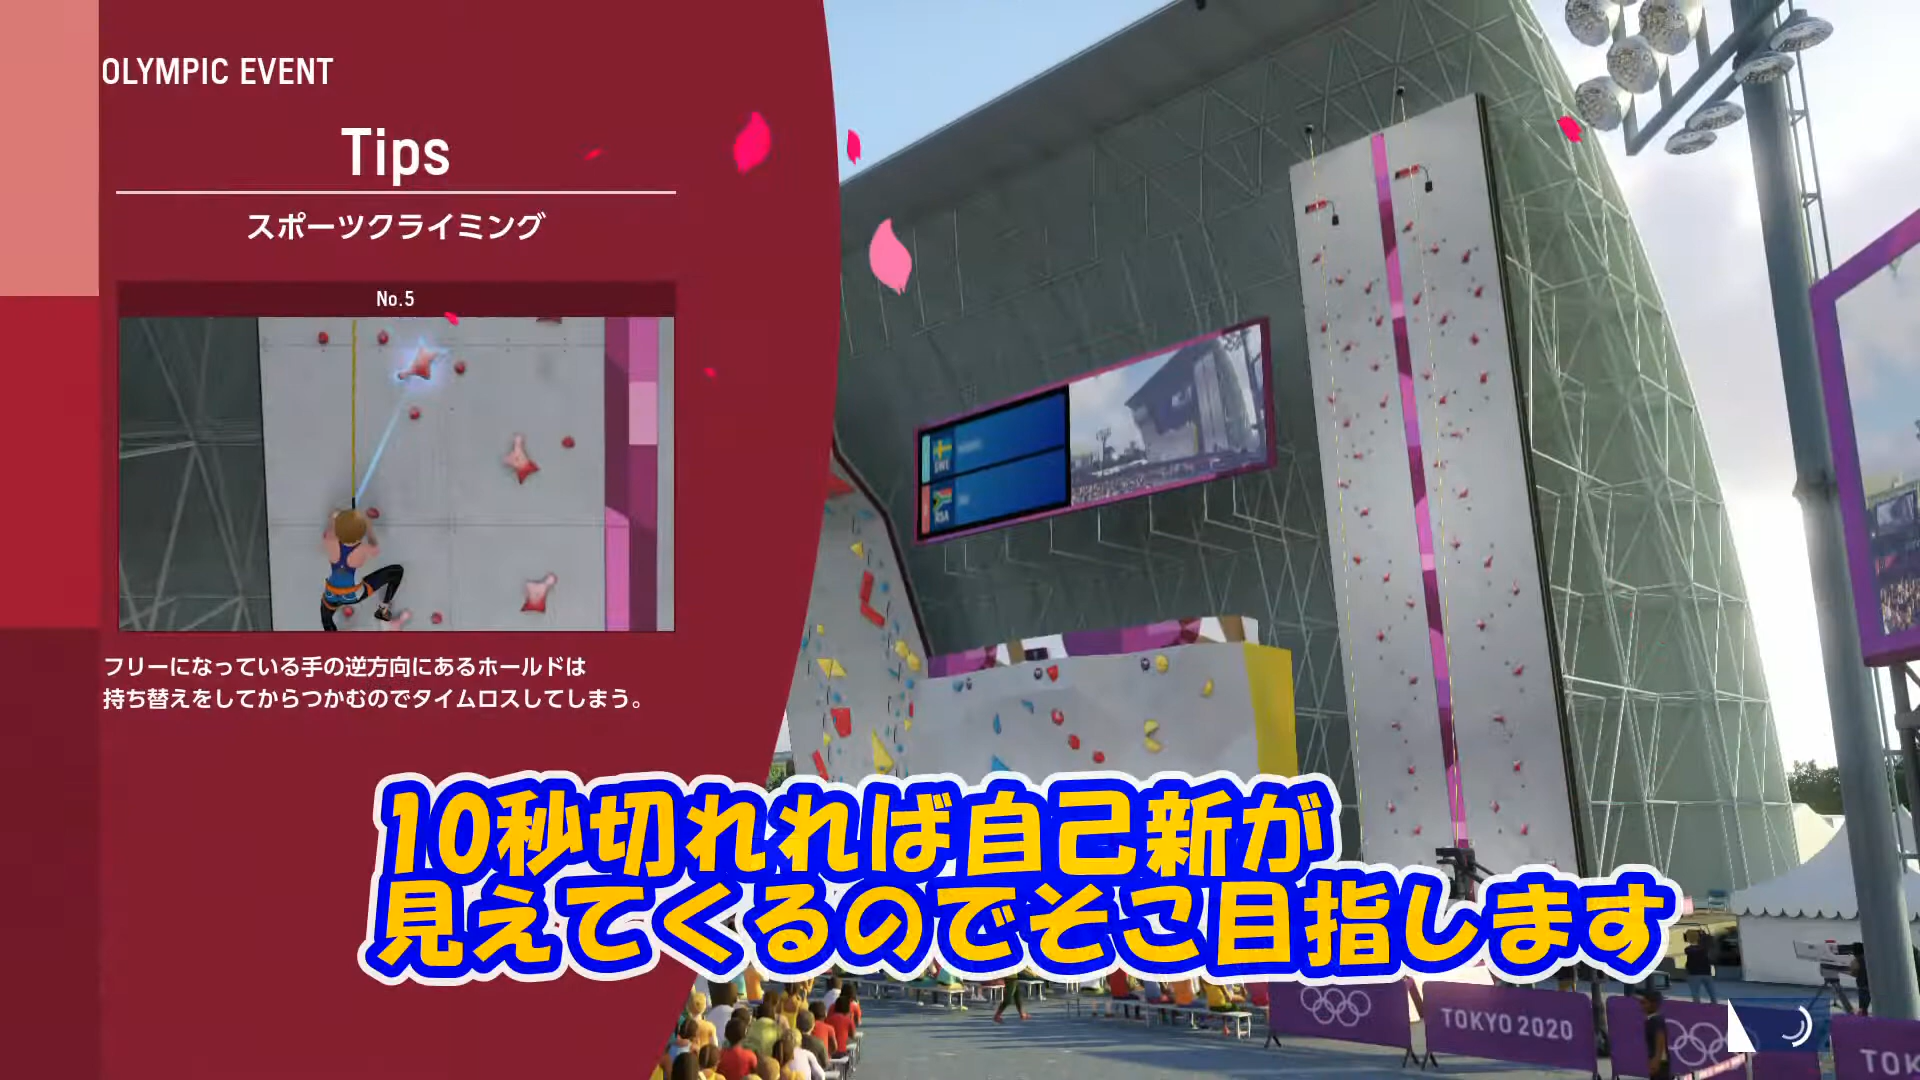 OLYMPIC EVENT
Tips
スポーツクライミング
No.5
フリーになっている手の逆方向にあるホールドは
持ち替えをしてからつかむのでタイムロスしてしまう。
SWE
RSA
10秒切れれば自己新が
見えてくるのでそこ目指します
TOKYO 2020
TOK